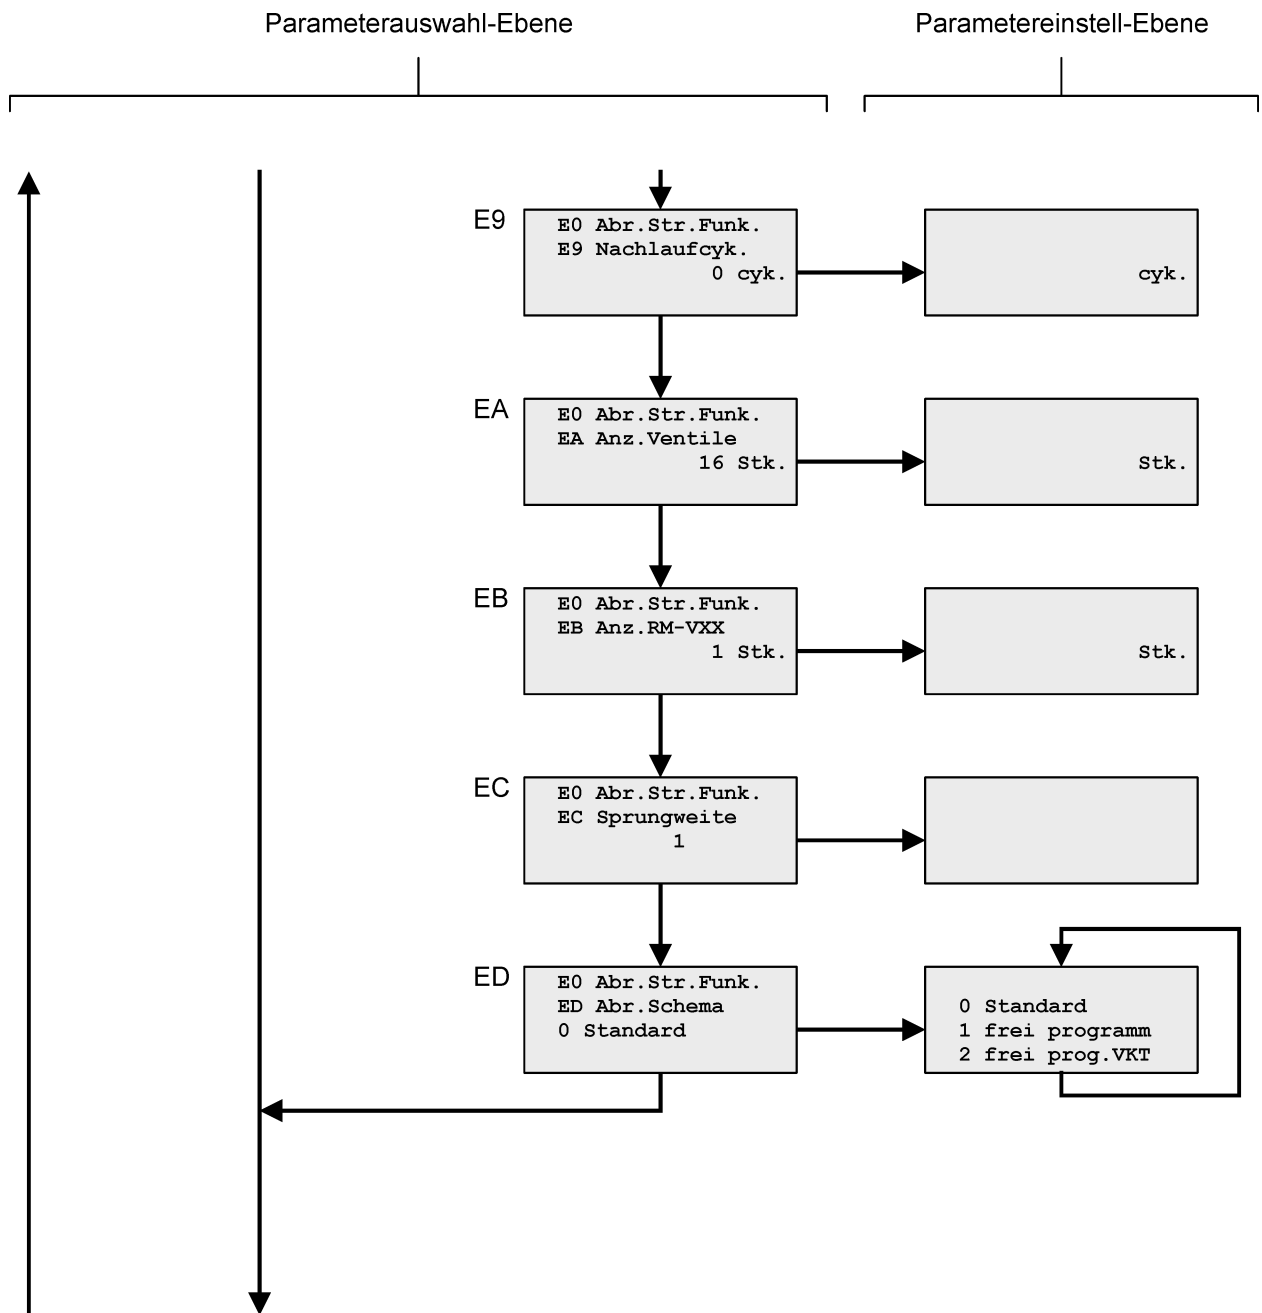 Parameterauswahl-Ebene
Parametereinstell-Ebene
E9
E0 Abr.Str.Funk.
E9 Nachlaufcyk.
0 cyk.
cyk.
EA
E0 Abr.Str.Funk.
EA Anz.Ventile
16 Stk.
Stk.
EB
E0 Abr.Str.Funk.
EB Anz.RM-VXX
1 Stk.
Stk.
EC
E0 Abr.Str.Funk.
EC Sprungweite
1
ED
E0 Abr.Str.Funk.
ED Abr.Schema
0 Standard
0 Standard
1 frei programm
2 frei prog.VKT